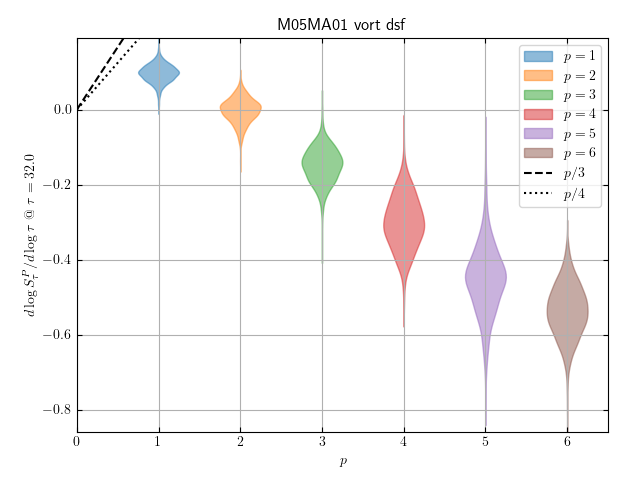 M05MA01 vort dsf
d log S_τ^P / d log τ @ τ = 32.0
0.0
−0.2
−0.4
−0.6
−0.8
0 1 2 3 4 5 6
p
p = 1
p = 2
p = 3
p = 4
p = 5
p = 6
p/3
p/4